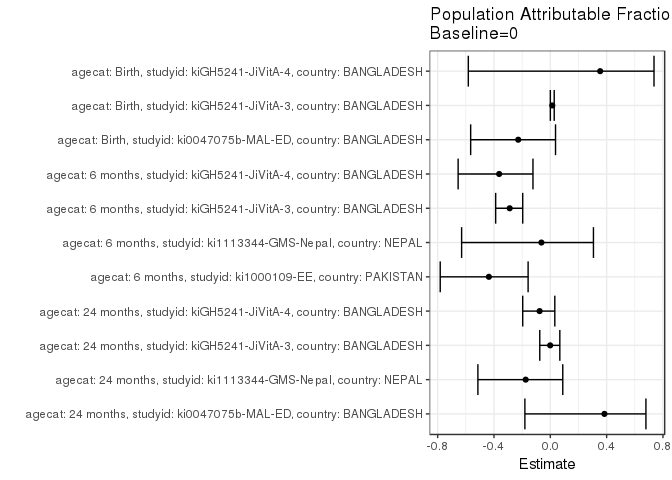 Population Attributable Fractio
Baseline=0
agecat: Birth, studyid: kiGH5241-JiVitA-4, country: BANGLADESH
agecat: Birth, studyid: kiGH5241-JiVitA-3, country: BANGLADESH
agecat: Birth, studyid: ki0047075b-MAL-ED, country: BANGLADESH
agecat: 6 months, studyid: kiGH5241-JiVitA-4, country: BANGLADESH
agecat: 6 months, studyid: kiGH5241-JiVitA-3, country: BANGLADESH
agecat: 6 months, studyid: ki1113344-GMS-Nepal, country: NEPAL
agecat: 6 months, studyid: ki1000109-EE, country: PAKISTAN
agecat: 24 months, studyid: kiGH5241-JiVitA-4, country: BANGLADESH
agecat: 24 months, studyid: kiGH5241-JiVitA-3, country: BANGLADESH
agecat: 24 months, studyid: ki1113344-GMS-Nepal, country: NEPAL
agecat: 24 months, studyid: ki0047075b-MAL-ED, country: BANGLADESH
-0.8 -0.4 0.0 0.4 0.8
Estimate